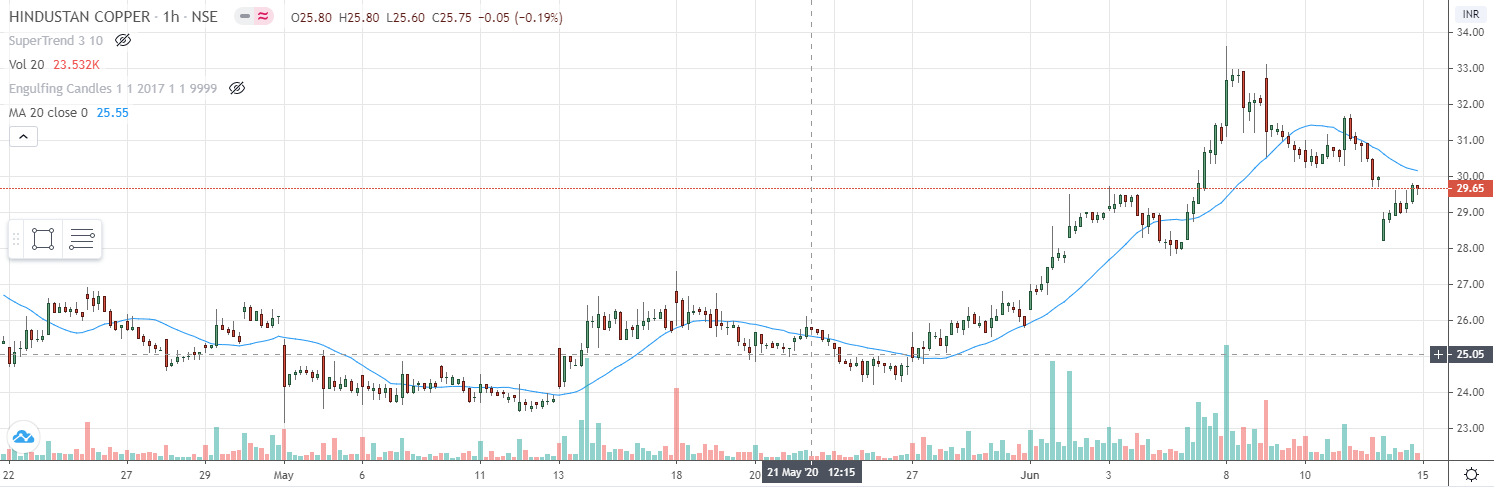 HINDUSTAN COPPER · 1h · NSE O25.80 H25.80 L25.60 C25.75 −0.05 (−0.19%)
INR
SuperTrend 3 10
Vol 20 23.532K
Engulfing Candles 1 1 2017 1 1 9999
MA 20 close 0 25.55
34.00
33.00
32.00
31.00
30.00
29.65
29.00
28.00
27.00
26.00
25.05
24.00
23.00
22 27 29 May 7 11 13 18 20 21 May '20 12:15 27 Jun 3 8 10 15